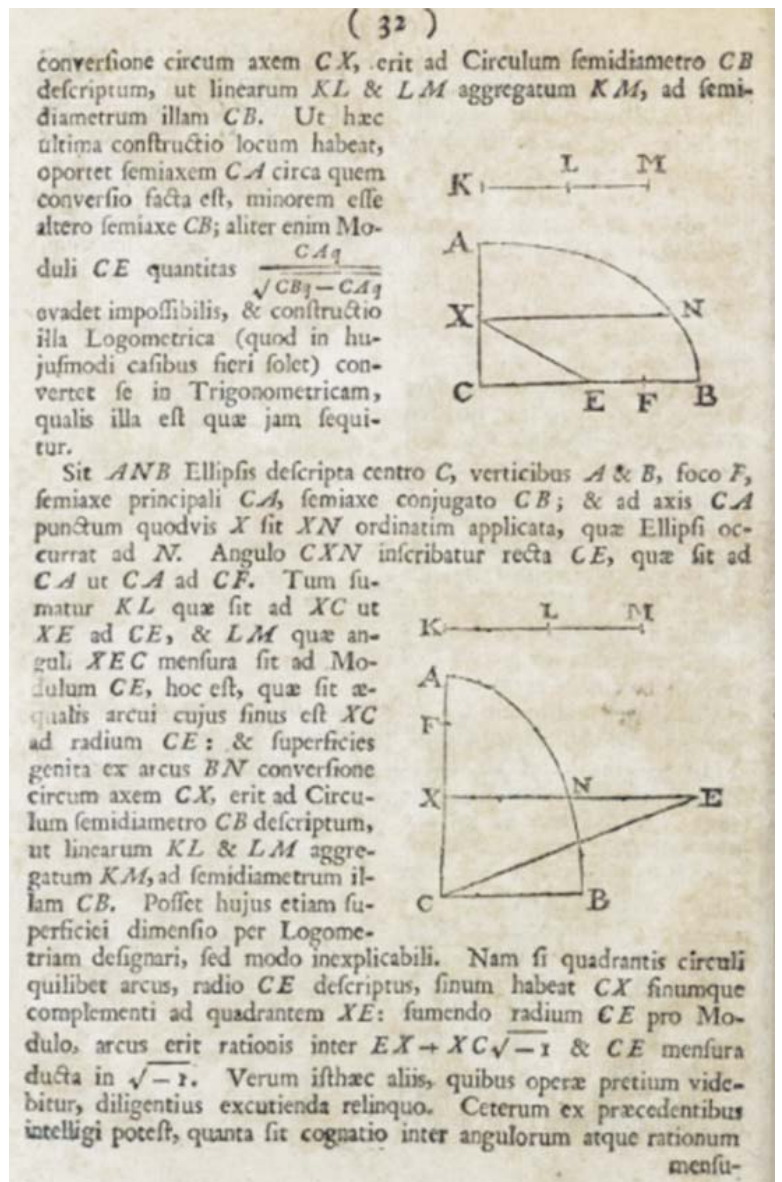 ( 32 )
converſione circum axem CX, erit ad Circulum ſemidiametro CB
deſcriptum, ut linearum KL & LM aggregatum KM, ad ſemi-
diametrum illam CB. Ut hæc
ultima conſtructio locum habeat,
oportet ſemiaxem CA circa quem
converſio facta eſt, minorem eſſe
altero ſemiaxe CB; aliter enim Mo-
duli CE quantitas CAq / √CBq − CAq
evadet impoſſibilis, & conſtructio
illa Logometrica (quod in hu-
juſmodi caſibus fieri ſolet) con-
vertet ſe in Trigonometricam,
qualis illa eſt quæ jam ſequi-
tur.
K L M
A
X N
C E F B
Sit ANB Ellipſis deſcripta centro C, verticibus A & B, foco F,
ſemiaxe principali CA, ſemiaxe conjugato CB; & ad axis CA
punctum quodvis X ſit XN ordinatim applicata, quæ Ellipſi oc-
currat ad N. Angulo CXN inſcribatur recta CE, quæ ſit ad
CA ut CA ad CF. Tum ſu-
matur KL quæ ſit ad XC ut
XE ad CE, & LM quæ an-
guli XEC menſura ſit ad Mo-
dulum CE, hoc eſt, quæ ſit æ-
qualis arcui cujus ſinus eſt XC
ad radium CE: & ſuperficies
genita ex arcus BN converſione
circum axem CX, erit ad Circu-
lum ſemidiametro CB deſcriptum,
ut linearum KL & LM aggre-
gatum KM, ad ſemidiametrum il-
lam CB. Poſſet hujus etiam ſu-
perficiei dimenſio per Logome-
K L M
A
F
X N E
C B
triam deſignari, ſed modo inexplicabili. Nam ſi quadrantis circuli
quilibet arcus, radio CE deſcriptus, ſinum habeat CX ſinumque
complementi ad quadrantem XE: ſumendo radium CE pro Mo-
dulo, arcus erit rationis inter EX + XC√−1 & CE menſura
ducta in √−1. Verum iſthæc aliis, quibus operæ pretium vide-
bitur, diligentius excutienda relinquo. Ceterum ex præcedentibus
intelligi poteſt, quanta ſit cognatio inter angulorum atque rationum
menſu-